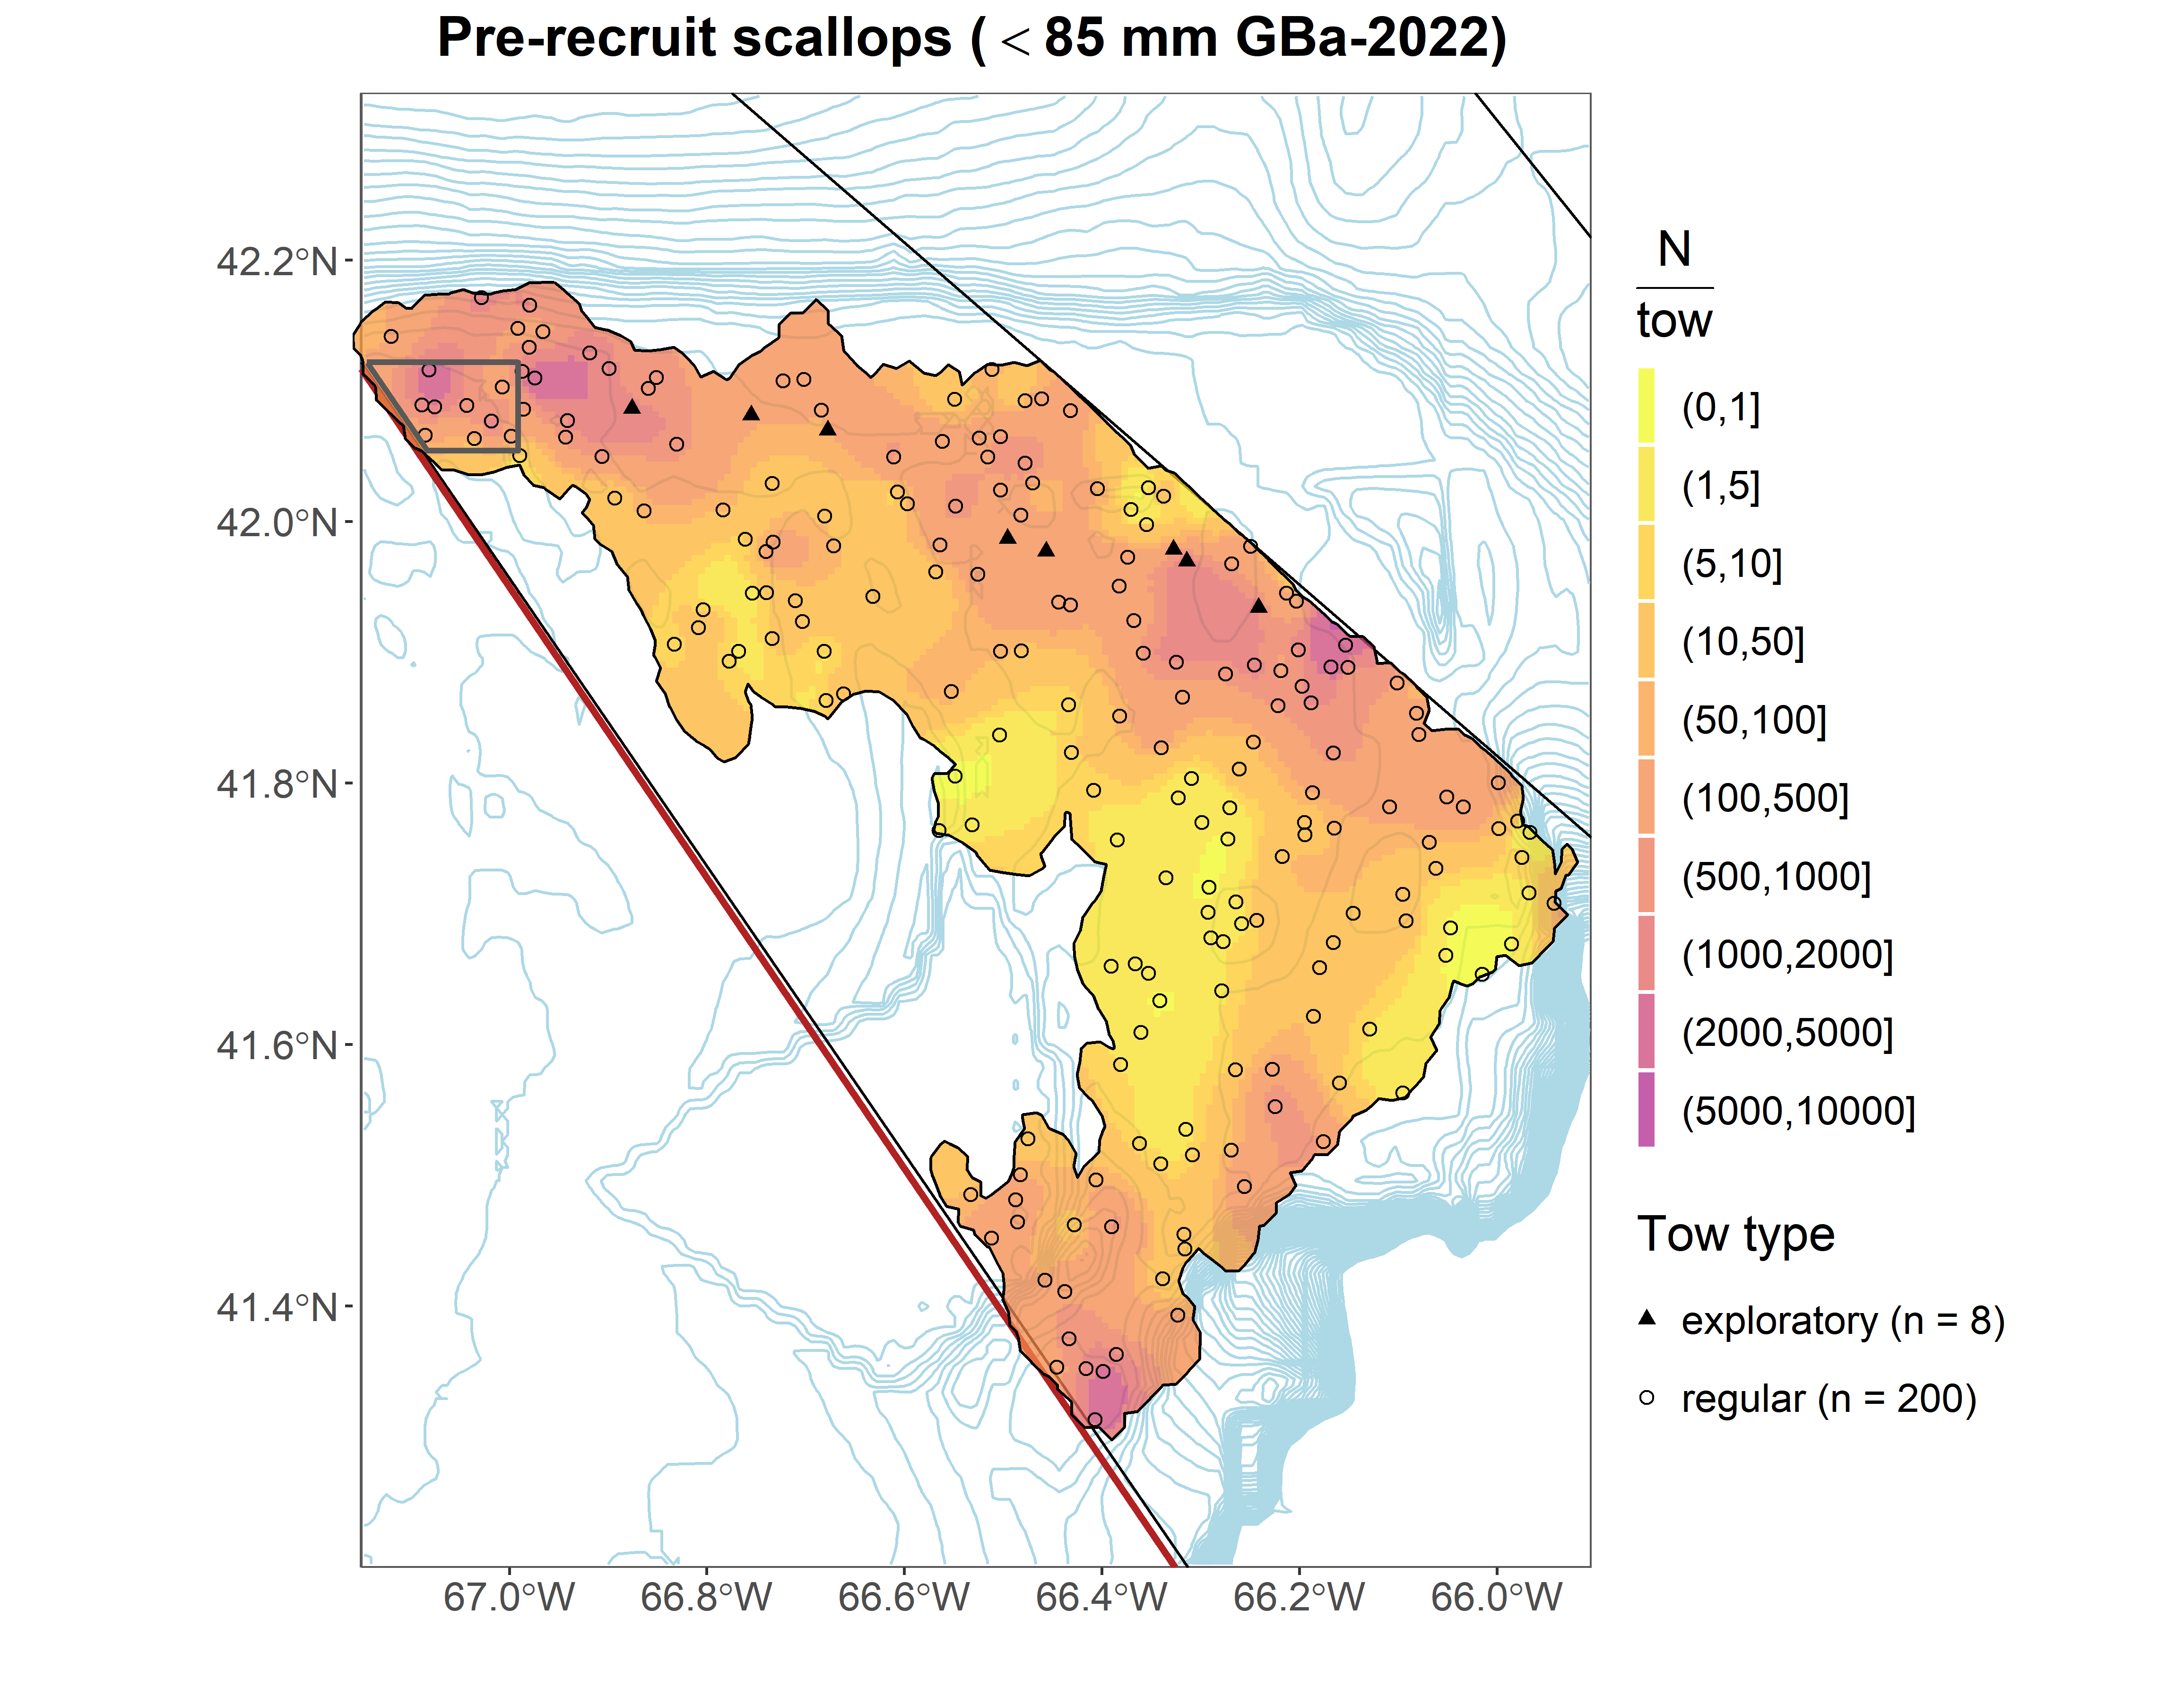 Pre-recruit scallops ( < 85 mm GBa-2022)
42.2°N
42.0°N
41.8°N
41.6°N
41.4°N
67.0°W
66.8°W
66.6°W
66.4°W
66.2°W
66.0°W
N
tow
(0,1]
(1,5]
(5,10]
(10,50]
(50,100]
(100,500]
(500,1000]
(1000,2000]
(2000,5000]
(5000,10000]
Tow type
exploratory (n = 8)
regular (n = 200)